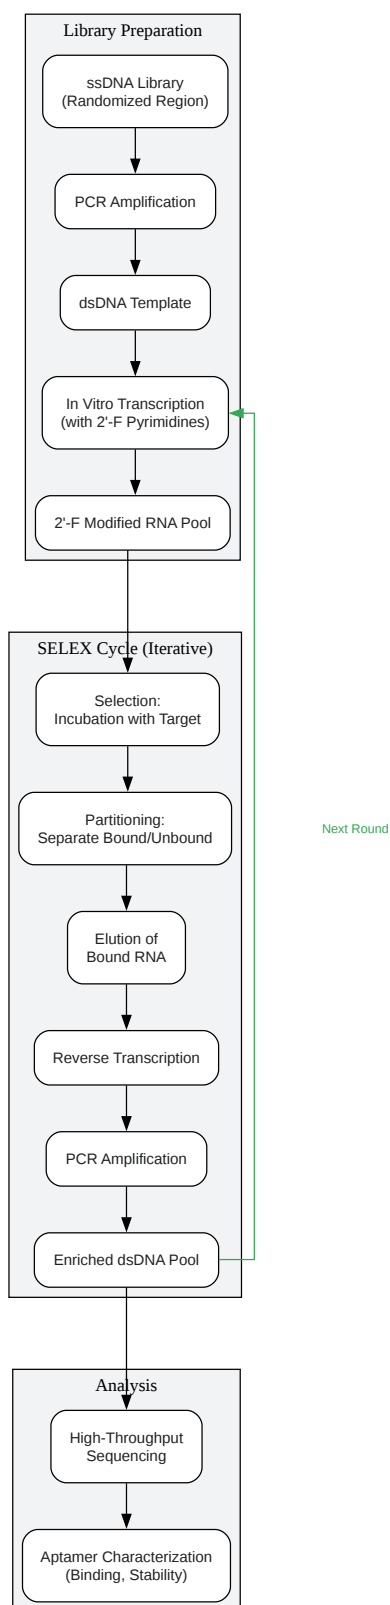 Library Preparation
ssDNA Library
(Randomized Region)
PCR Amplification
dsDNA Template
In Vitro Transcription
(with 2'-F Pyrimidines)
2'-F Modified RNA Pool
SELEX Cycle (Iterative)
Selection:
Incubation with Target
Partitioning:
Separate Bound/Unbound
Next Round
Elution of
Bound RNA
Reverse Transcription
PCR Amplification
Enriched dsDNA Pool
Analysis
High-Throughput
Sequencing
Aptamer Characterization
(Binding, Stability)